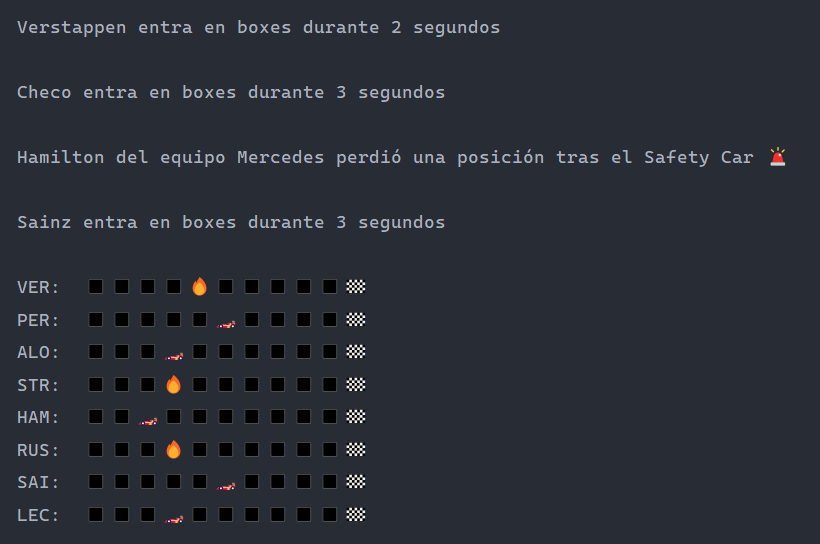 Verstappen entra en boxes durante 2 segundos
Checo entra en boxes durante 3 segundos
Hamilton del equipo Mercedes perdió una posición tras el Safety Car 🚨
Sainz entra en boxes durante 3 segundos
VER: ⬛⬛⬛⬛🔥⬛⬛⬛⬛⬛🏁
PER: ⬛⬛⬛⬛⬛🏎️⬛⬛⬛⬛🏁
ALO: ⬛⬛⬛🏎️⬛⬛⬛⬛⬛⬛🏁
STR: ⬛⬛⬛🔥⬛⬛⬛⬛⬛⬛🏁
HAM: ⬛⬛🏎️⬛⬛⬛⬛⬛⬛⬛🏁
RUS: ⬛⬛⬛🔥⬛⬛⬛⬛⬛⬛🏁
SAI: ⬛⬛⬛⬛⬛🏎️⬛⬛⬛⬛🏁
LEC: ⬛⬛⬛🏎️⬛⬛⬛⬛⬛⬛🏁